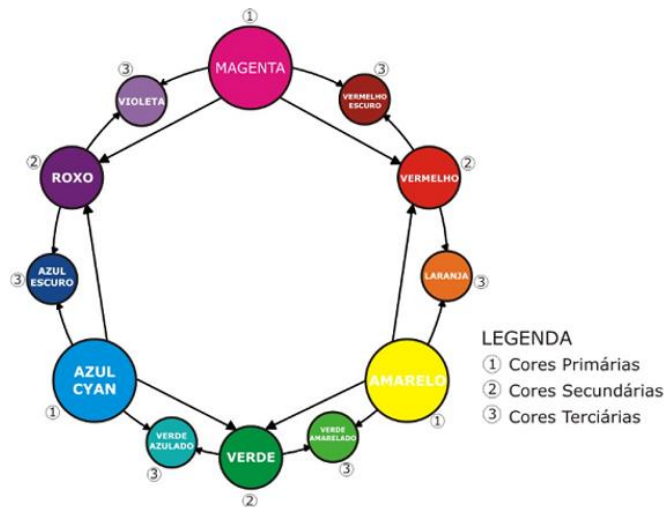 ①
MAGENTA
③
VIOLETA
③
VERMELHO
ESCURO
②
ROXO
VERMELHO
②
③
AZUL
ESCURO
LARANJA
③
AZUL
CYAN
①
AMARELO
①
VERDE
AZULADO
③
VERDE
②
VERDE
AMARELADO
③
LEGENDA
① Cores Primárias
② Cores Secundárias
③ Cores Terciárias